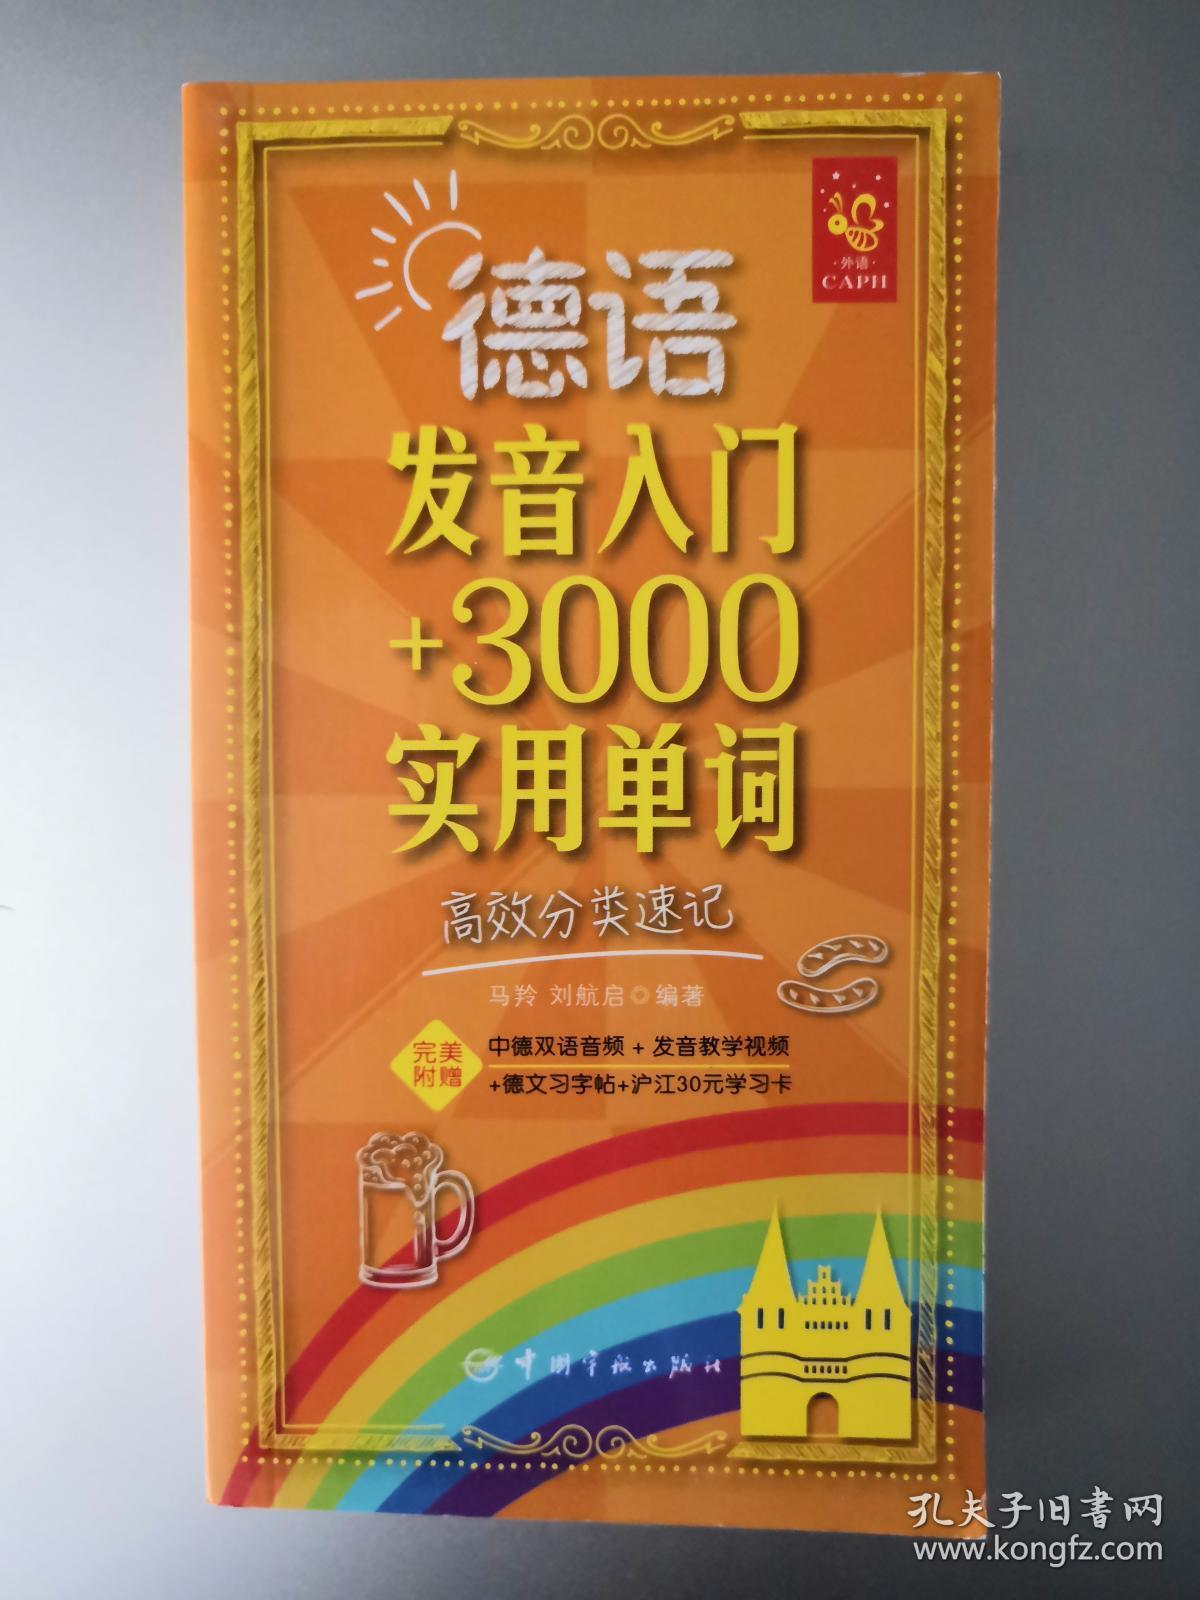 ·外语·
CAPH
德语
发音入门
+3000
实用单词
高效分类速记
马羚 刘航启 编著
完美
附赠
中德双语音频 + 发音教学视频
+德文习字帖+沪江30元学习卡
中国宇航出版社
孔夫子旧书网
www.kongfz.com